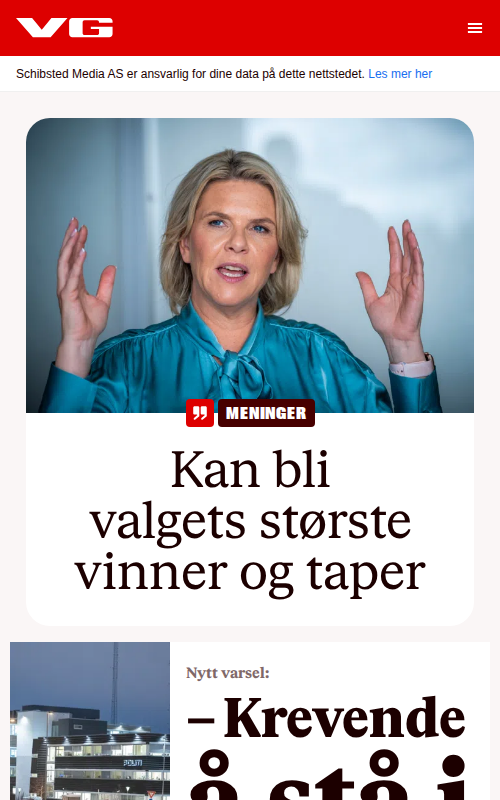 VG
Schibsted Media AS er ansvarlig for dine data på dette nettstedet. Les mer her
MENINGER
Kan bli
valgets største
vinner og taper
Nytt varsel:
– Krevende
å stå i